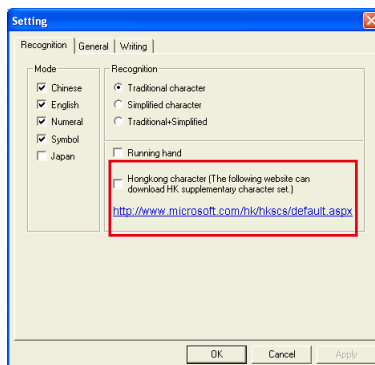 Setting
Recognition General Writing
Mode
Chinese
English
Numeral
Symbol
Japan
Recognition
Traditional character
Simplified character
Traditional+Simplified
Running hand
Hongkong character (The following website can
download HK supplementary character set.)
http://www.microsoft.com/hk/hkscs/default.aspx
OK Cancel Apply